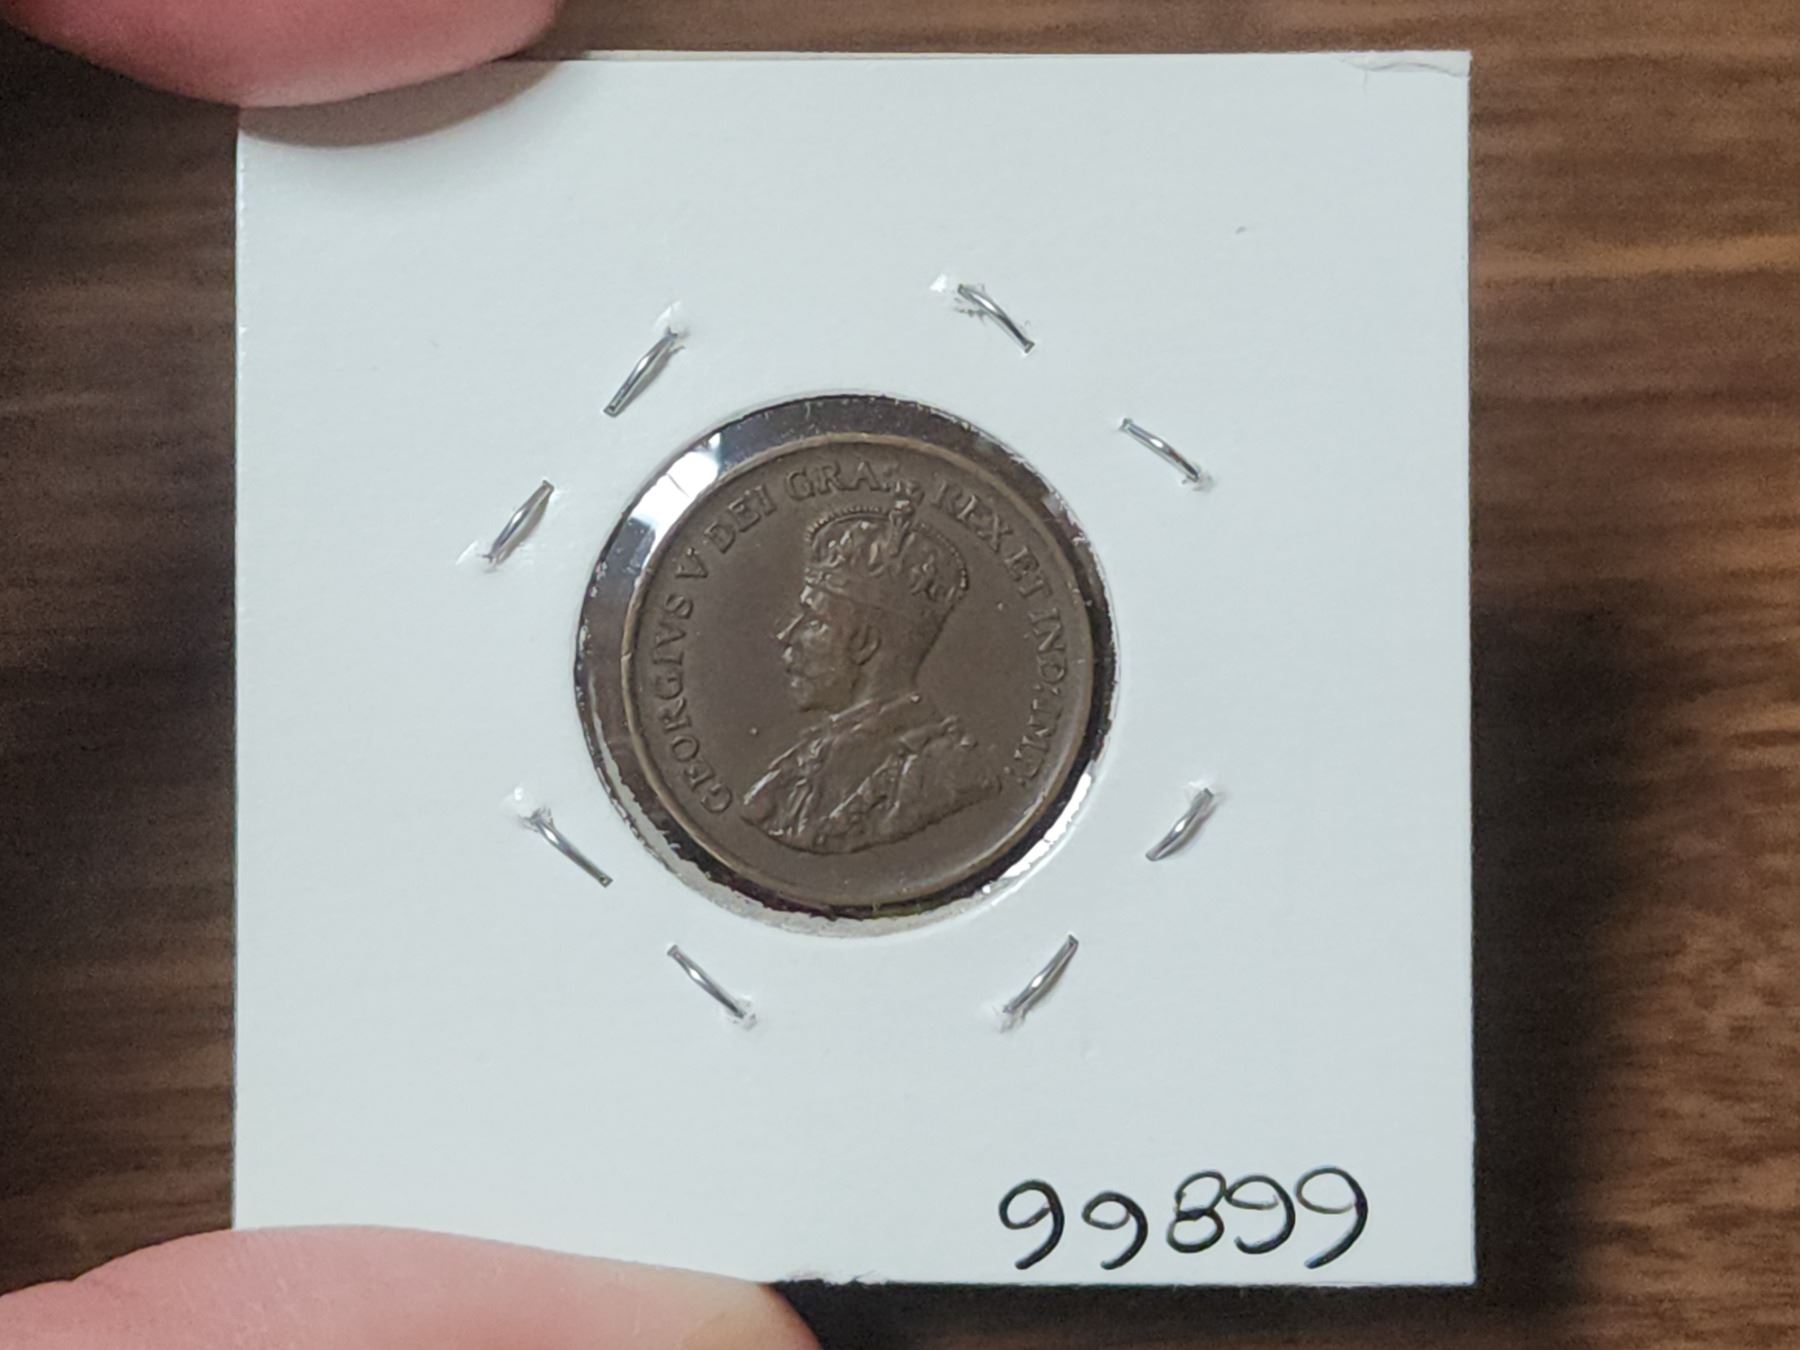 GEORGIVS V DEI GRA: REX ET IND: IMP:
99899